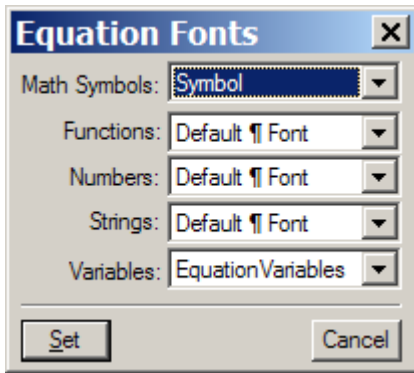 Equation Fonts
Math Symbols: Symbol
Functions: Default ¶ Font
Numbers: Default ¶ Font
Strings: Default ¶ Font
Variables: EquationVariables
Set Cancel